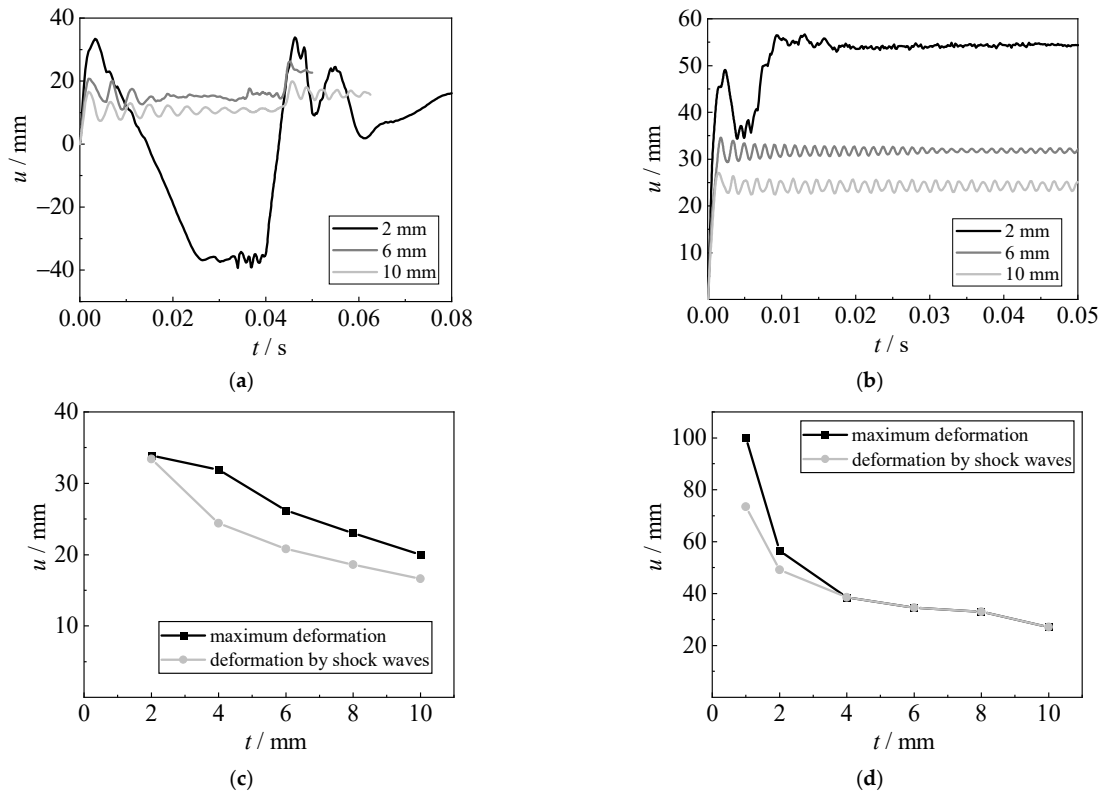 40
20
0
−20
−40
u / mm
2 mm
6 mm
10 mm
0.00 0.02 0.04 0.06 0.08
t / s
(a)
60
50
40
30
20
10
u / mm
2 mm
6 mm
10 mm
0.00 0.01 0.02 0.03 0.04 0.05
t / s
(b)
40
30
20
10
u / mm
maximum deformation
deformation by shock waves
0 2 4 6 8 10
t / mm
(c)
100
80
60
40
20
u / mm
maximum deformation
deformation by shock waves
0 2 4 6 8 10
t / mm
(d)